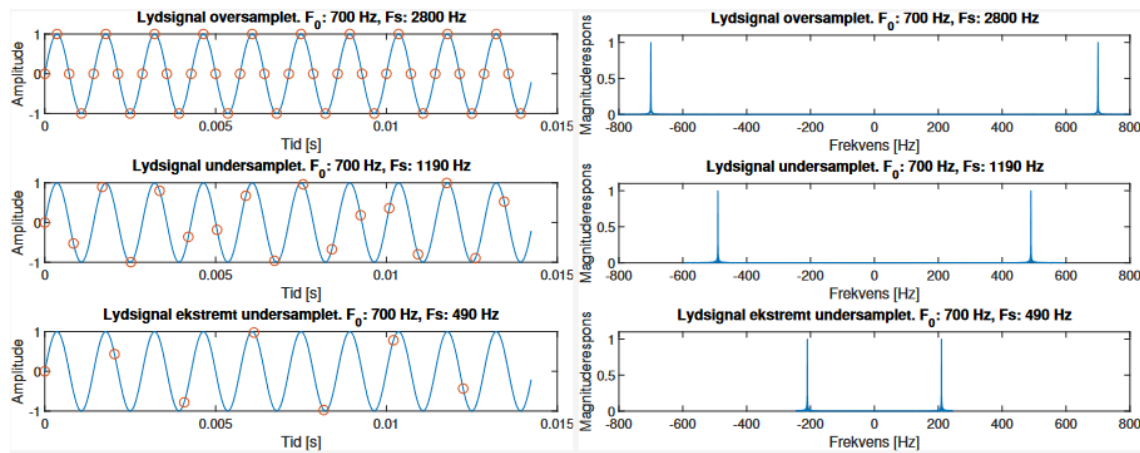 Lydsignal oversamplet. F0: 700 Hz, Fs: 2800 Hz
Amplitude
1
0
-1
0
0.005
0.01
0.015
Tid [s]
Lydsignal undersamplet. F0: 700 Hz, Fs: 1190 Hz
Amplitude
1
0
-1
0
0.005
0.01
0.015
Tid [s]
Lydsignal ekstremt undersamplet. F0: 700 Hz, Fs: 490 Hz
Amplitude
1
0
-1
0
0.005
0.01
0.015
Tid [s]
Lydsignal oversamplet. F0: 700 Hz, Fs: 2800 Hz
Magnituderespons
1
0.5
0
-800 -600 -400 -200 0 200 400 600 800
Frekvens [Hz]
Lydsignal undersamplet. F0: 700 Hz, Fs: 1190 Hz
Magnituderespons
1
0.5
0
-800 -600 -400 -200 0 200 400 600 800
Frekvens [Hz]
Lydsignal ekstremt undersamplet. F0: 700 Hz, Fs: 490 Hz
Magnituderespons
1
0.5
0
-800 -600 -400 -200 0 200 400 600 800
Frekvens [Hz]